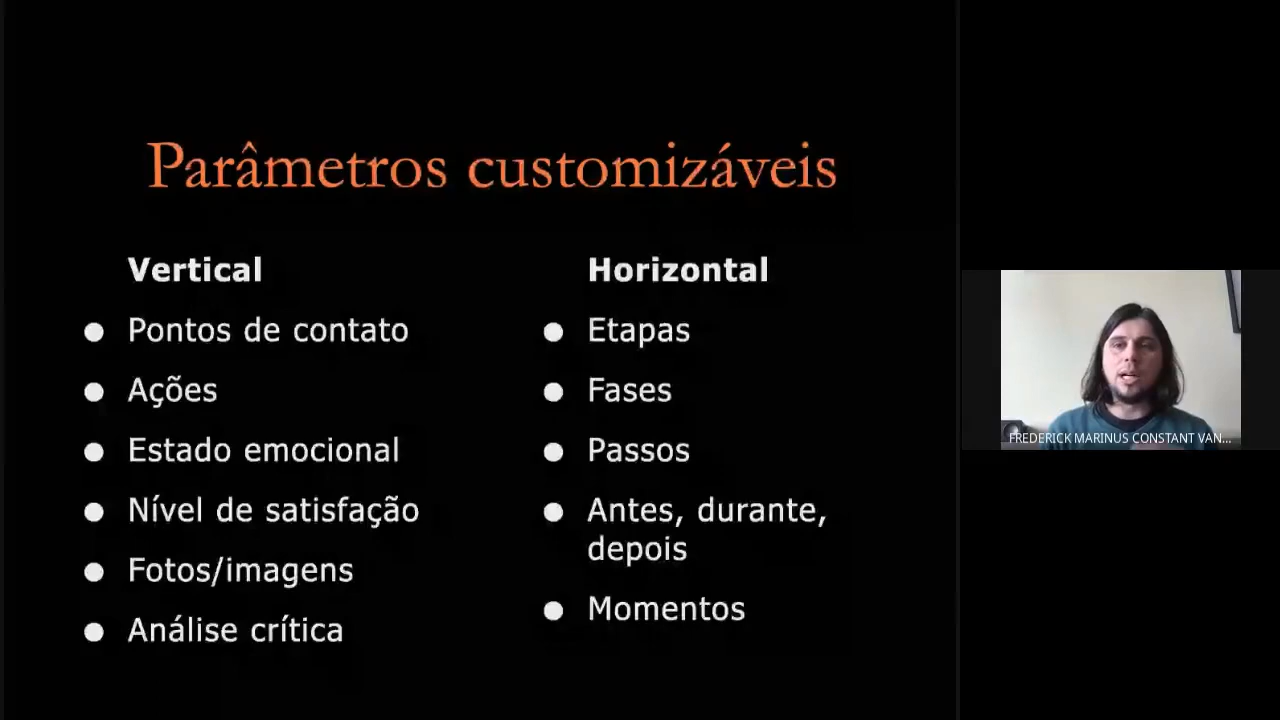 Parâmetros customizáveis
Vertical
Pontos de contato
Ações
Estado emocional
Nível de satisfação
Fotos/imagens
Análise crítica
Horizontal
Etapas
Fases
Passos
Antes, durante,
depois
Momentos
FREDERICK MARINUS CONSTANT VAN...